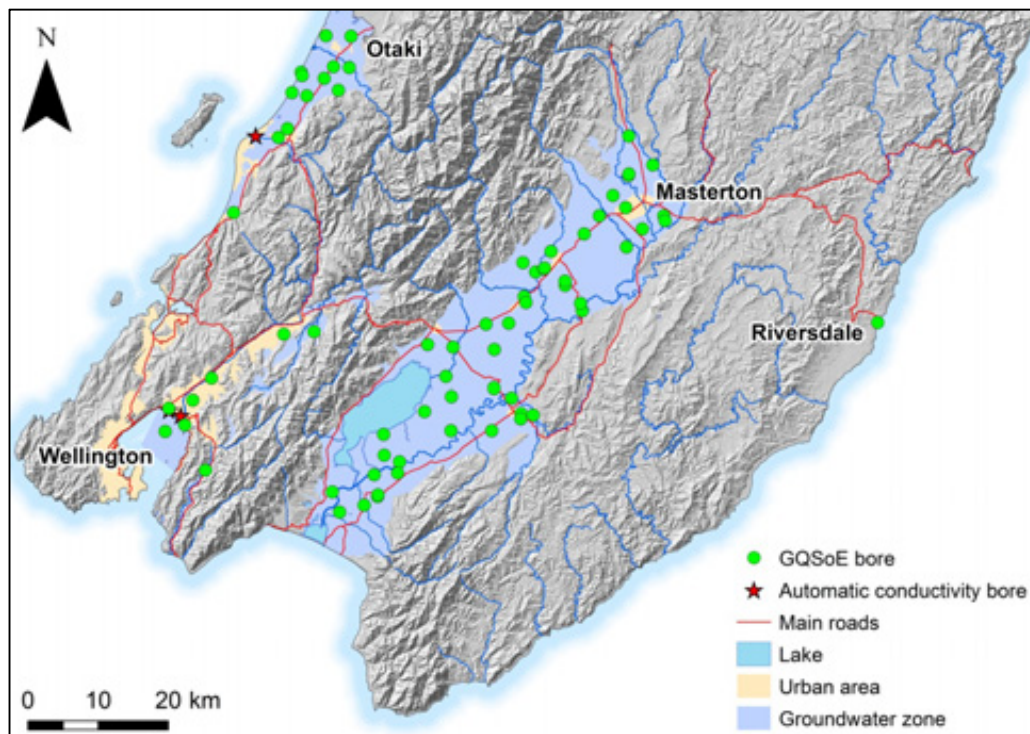 N
Otaki
Masterton
Riversdale
Wellington
GQSoE bore
Automatic conductivity bore
Main roads
Lake
Urban area
Groundwater zone
0 10 20 km